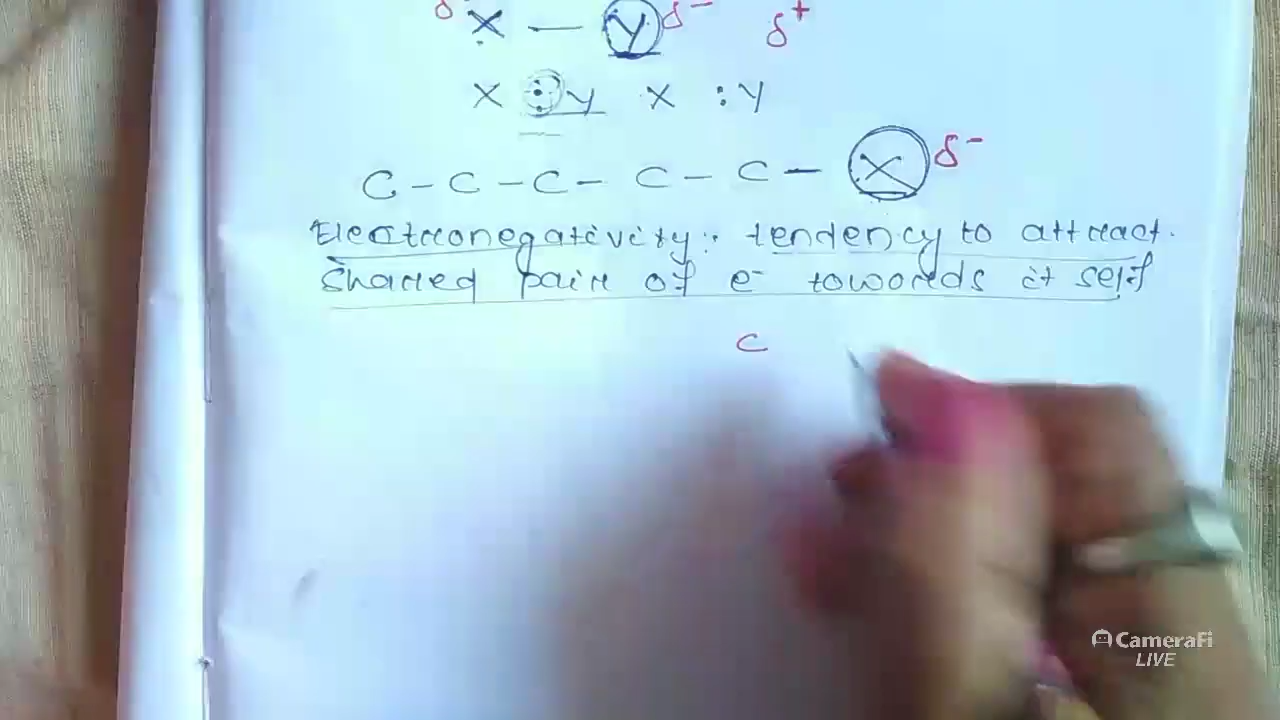 δ X — Y δ- δ+
X : Y X : Y
C - C - C - C - C - X δ-
Electronegativity: tendency to attract
Shared pair of e- towards it self
C
CameraFi
LIVE